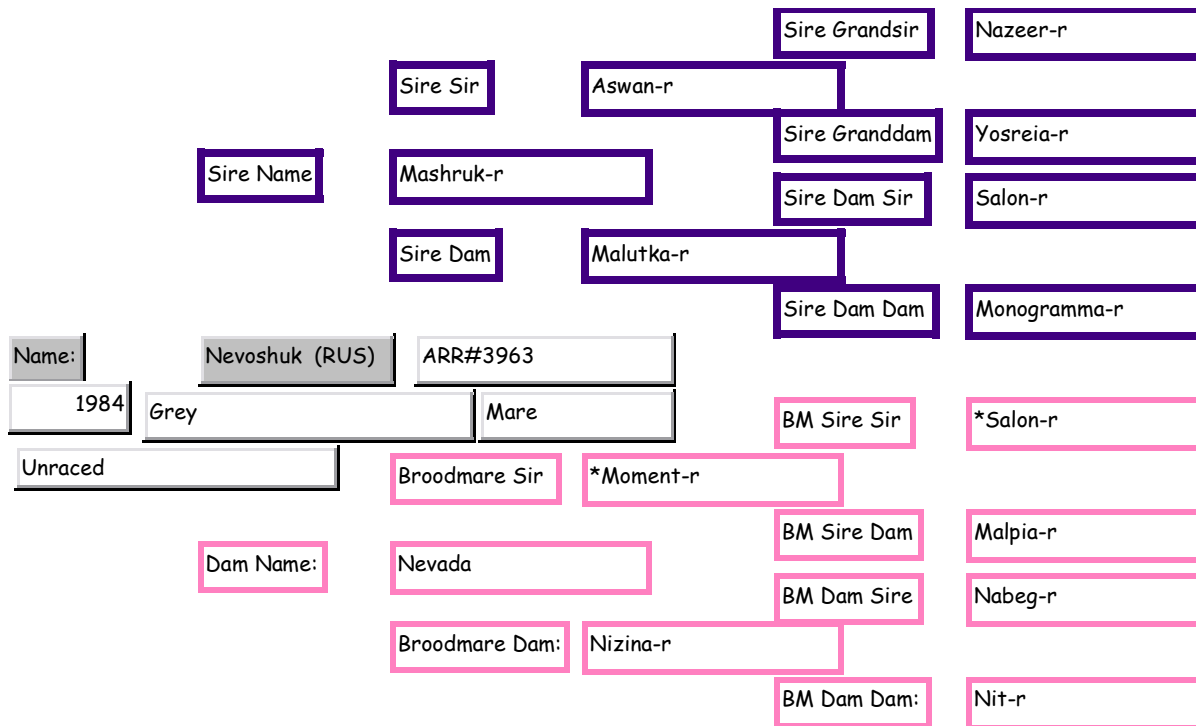 Sire Grandsir Nazeer-r
Sire Sir Aswan-r
Sire Granddam Yosreia-r
Sire Name Mashruk-r
Sire Dam Sir Salon-r
Sire Dam Malutka-r
Sire Dam Dam Monogramma-r
Name: Nevoshuk (RUS) ARR#3963
1984 Grey Mare
BM Sire Sir *Salon-r
Unraced
Broodmare Sir *Moment-r
BM Sire Dam Malpia-r
Dam Name: Nevada
BM Dam Sire Nabeg-r
Broodmare Dam: Nizina-r
BM Dam Dam: Nit-r